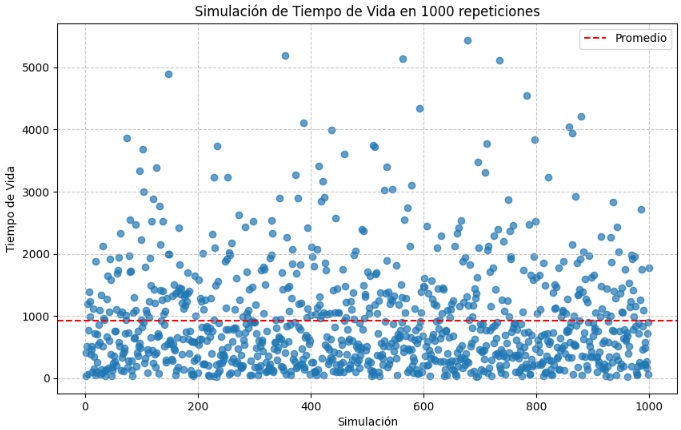 Simulación de Tiempo de Vida en 1000 repeticiones
Promedio
Tiempo de Vida
5000
4000
3000
2000
1000
0
0 200 400 600 800 1000
Simulación